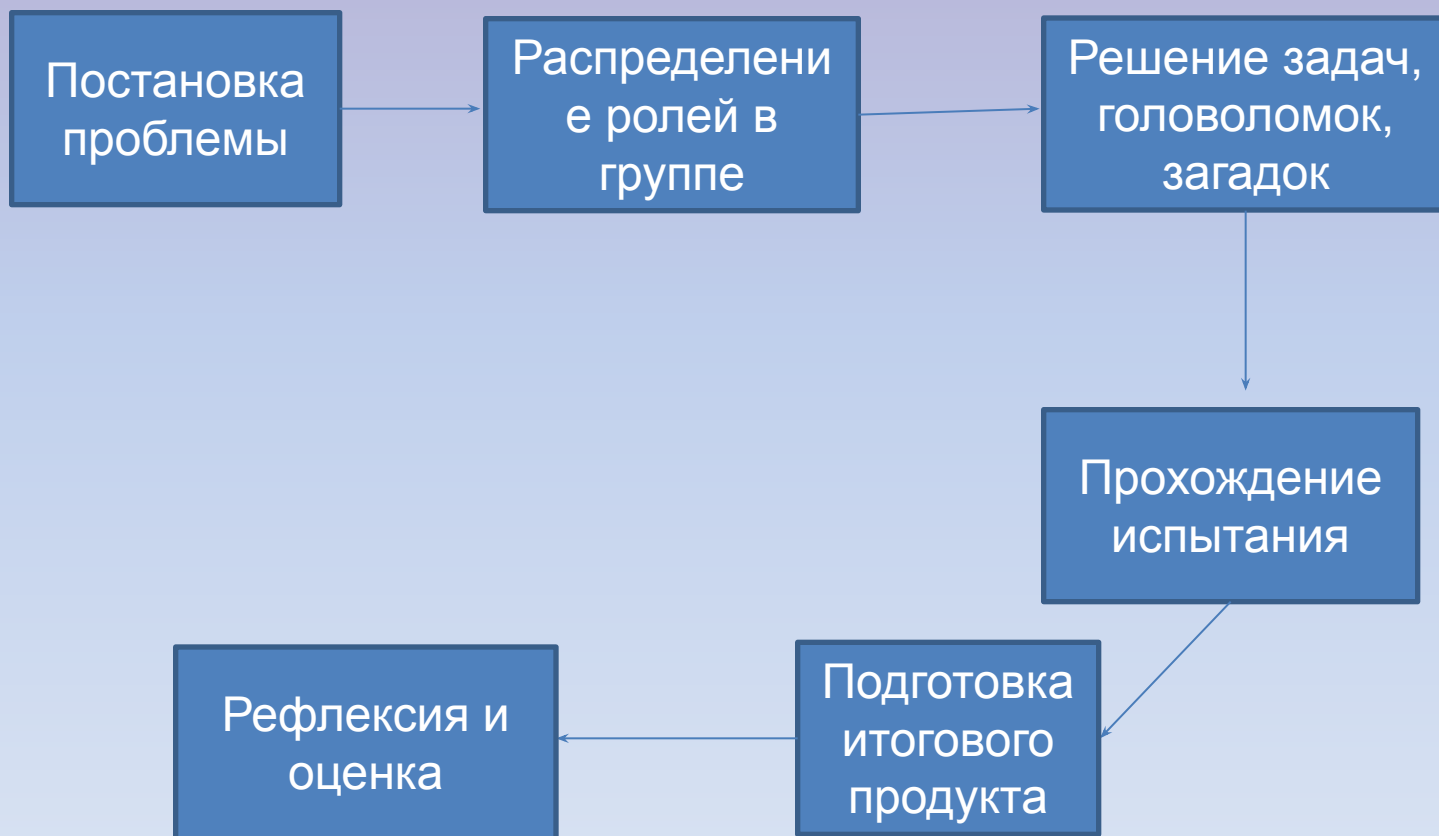 Постановка
проблемы
Распределени
е ролей в
группе
Решение задач,
головоломок,
загадок
Прохождение
испытания
Подготовка
итогового
продукта
Рефлексия и
оценка